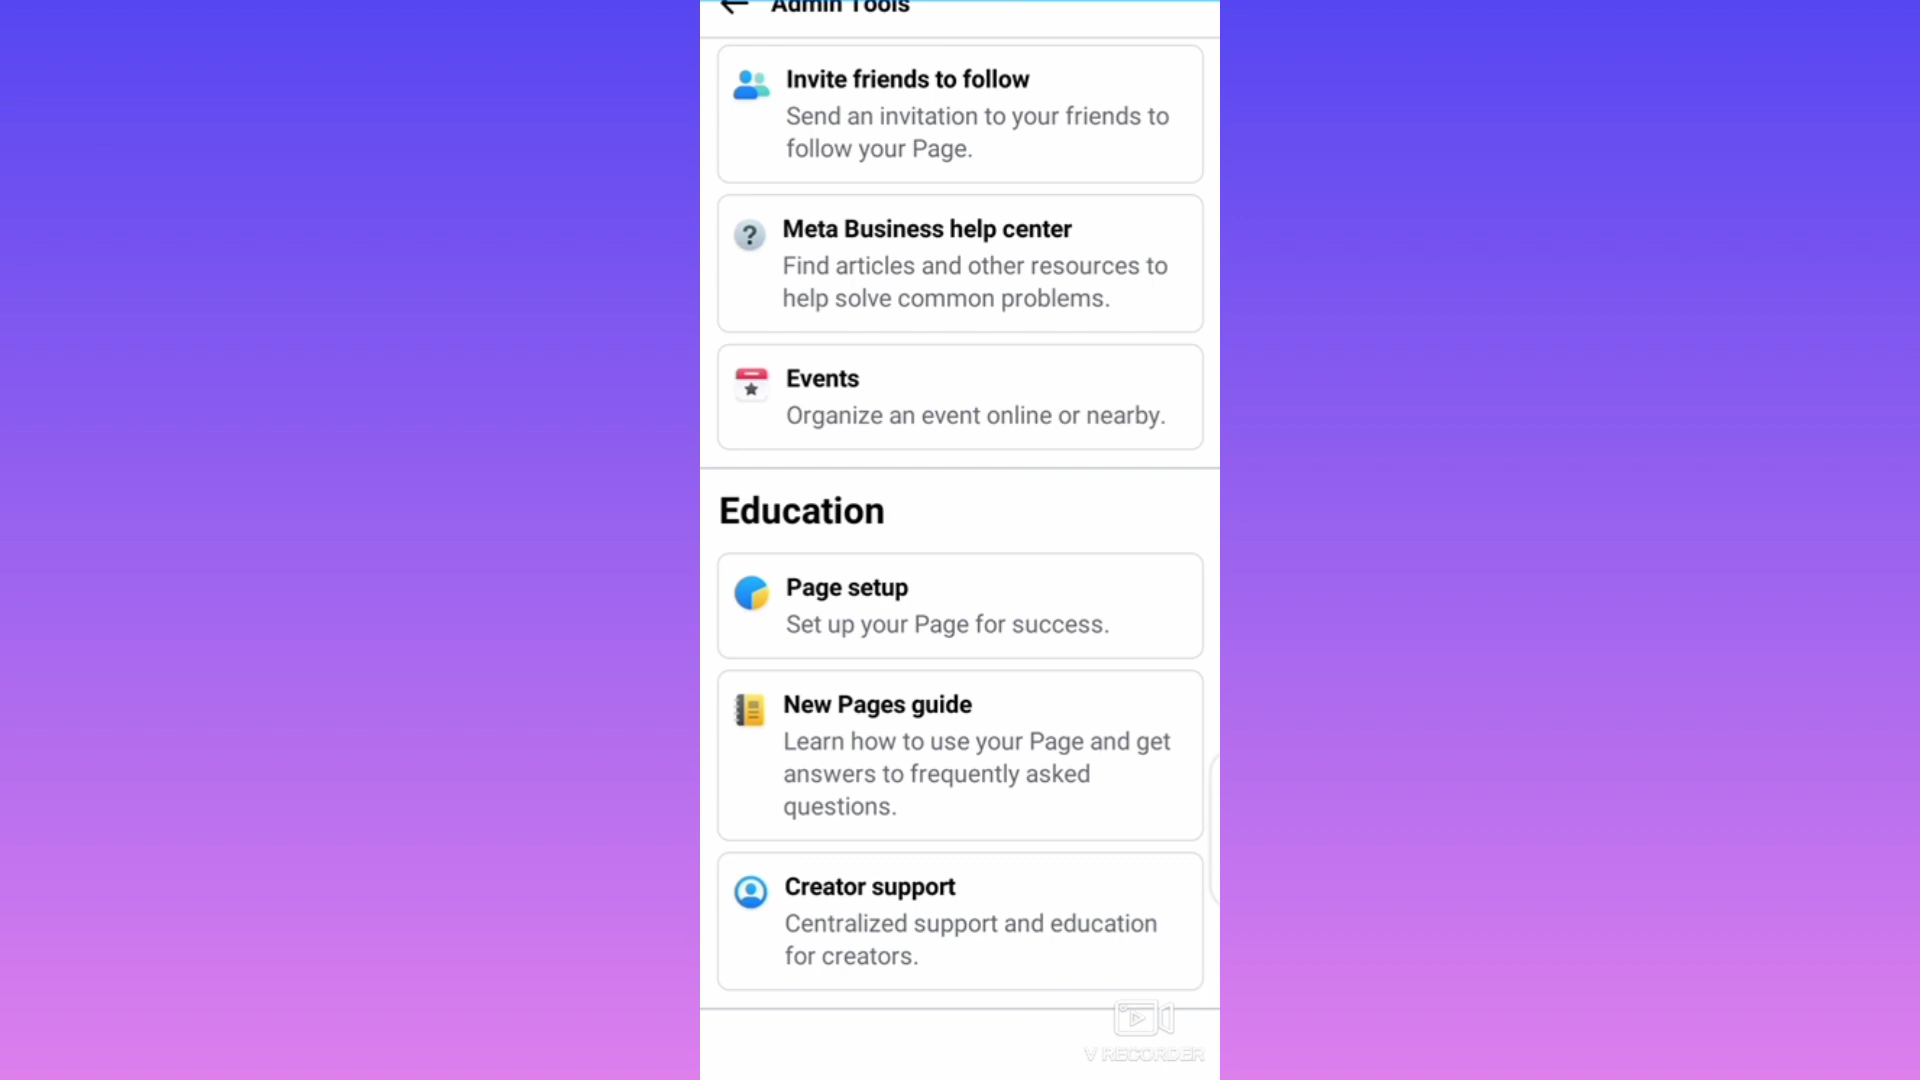 Admin Tools
Invite friends to follow
Send an invitation to your friends to
follow your Page.
?
Meta Business help center
Find articles and other resources to
help solve common problems.
Events
Organize an event online or nearby.
Education
Page setup
Set up your Page for success.
New Pages guide
Learn how to use your Page and get
answers to frequently asked
questions.
Creator support
Centralized support and education
for creators.
V RECORDER